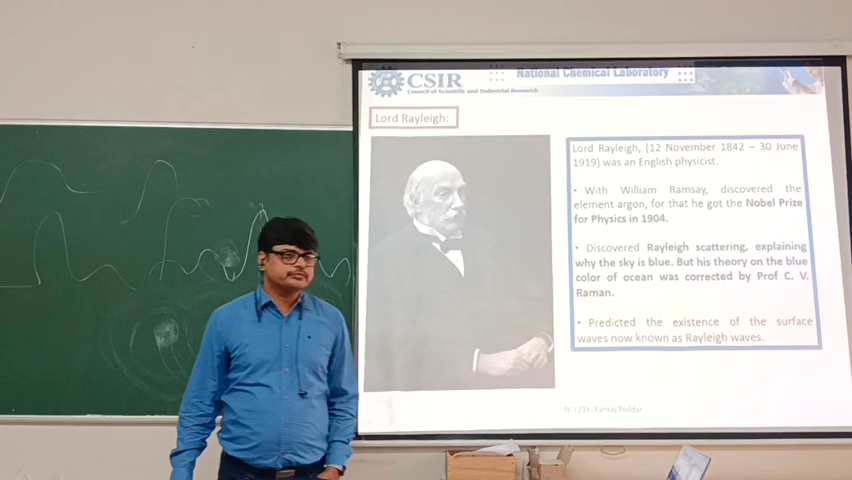 CSIR
Council of Scientific and Industrial Research
National Chemical Laboratory
Lord Rayleigh:
Lord Rayleigh, (12 November 1842 – 30 June
1919) was an English physicist.
• With William Ramsay, discovered the
element argon, for that he got the Nobel Prize
for Physics in 1904.
• Discovered Rayleigh scattering, explaining
why the sky is blue. But his theory on the blue
color of ocean was corrected by Prof C. V.
Raman.
• Predicted the existence of the surface
waves now known as Rayleigh waves.
Pankaj Poddar